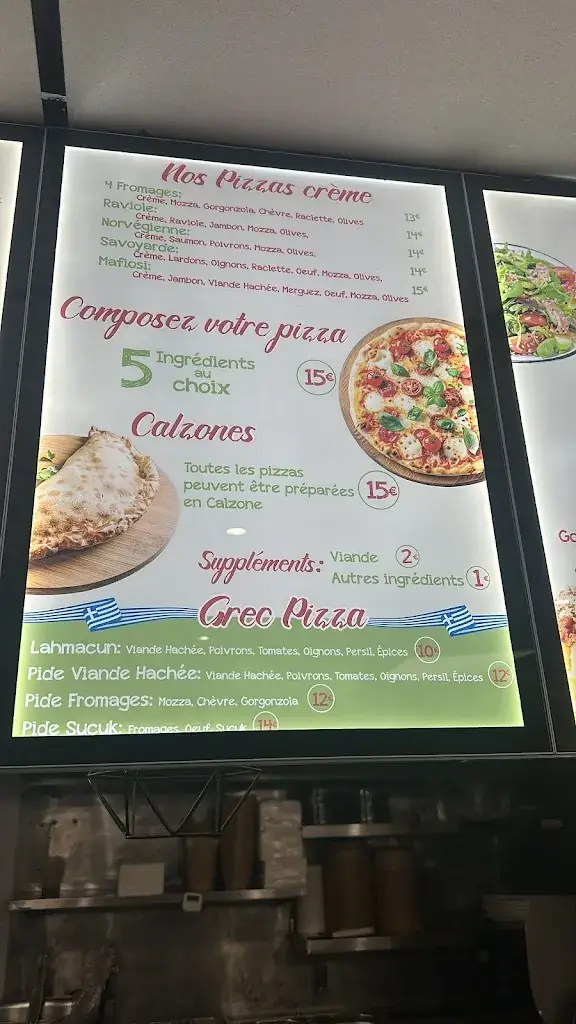 Nos Pizzas crème
4 Fromages:
Crème, Mozza, Gorgonzola, Chèvre, Raclette, Olives 13€
Raviole:
Crème, Raviole, Jambon, Mozza, Olives, 14€
Norvégienne:
Crème, Saumon, Poivrons, Mozza, Olives, 14€
Savoyarde:
Crème, Lardons, Oignons, Raclette, Oeuf, Mozza, Olives, 14€
Mafiosi:
Crème, Jambon, Viande Hachée, Merguez, Oeuf, Mozza, Olives 15€
Composez votre pizza
5 Ingrédients
au
choix
15€
Calzones
Toutes les pizzas
peuvent être préparées
en Calzone
15€
Suppléments: Viande 2€
Autres ingrédients 1€
Grec Pizza
Lahmacun: Viande Hachée, Poivrons, Tomates, Oignons, Persil, Épices 10€
Pide Viande Hachée: Viande Hachée, Poivrons, Tomates, Oignons, Persil, Épices 12€
Pide Fromages: Mozza, Chèvre, Gorgonzola 12€
Pide Sucuk: Fromages, Oeuf, Sucuk 14€